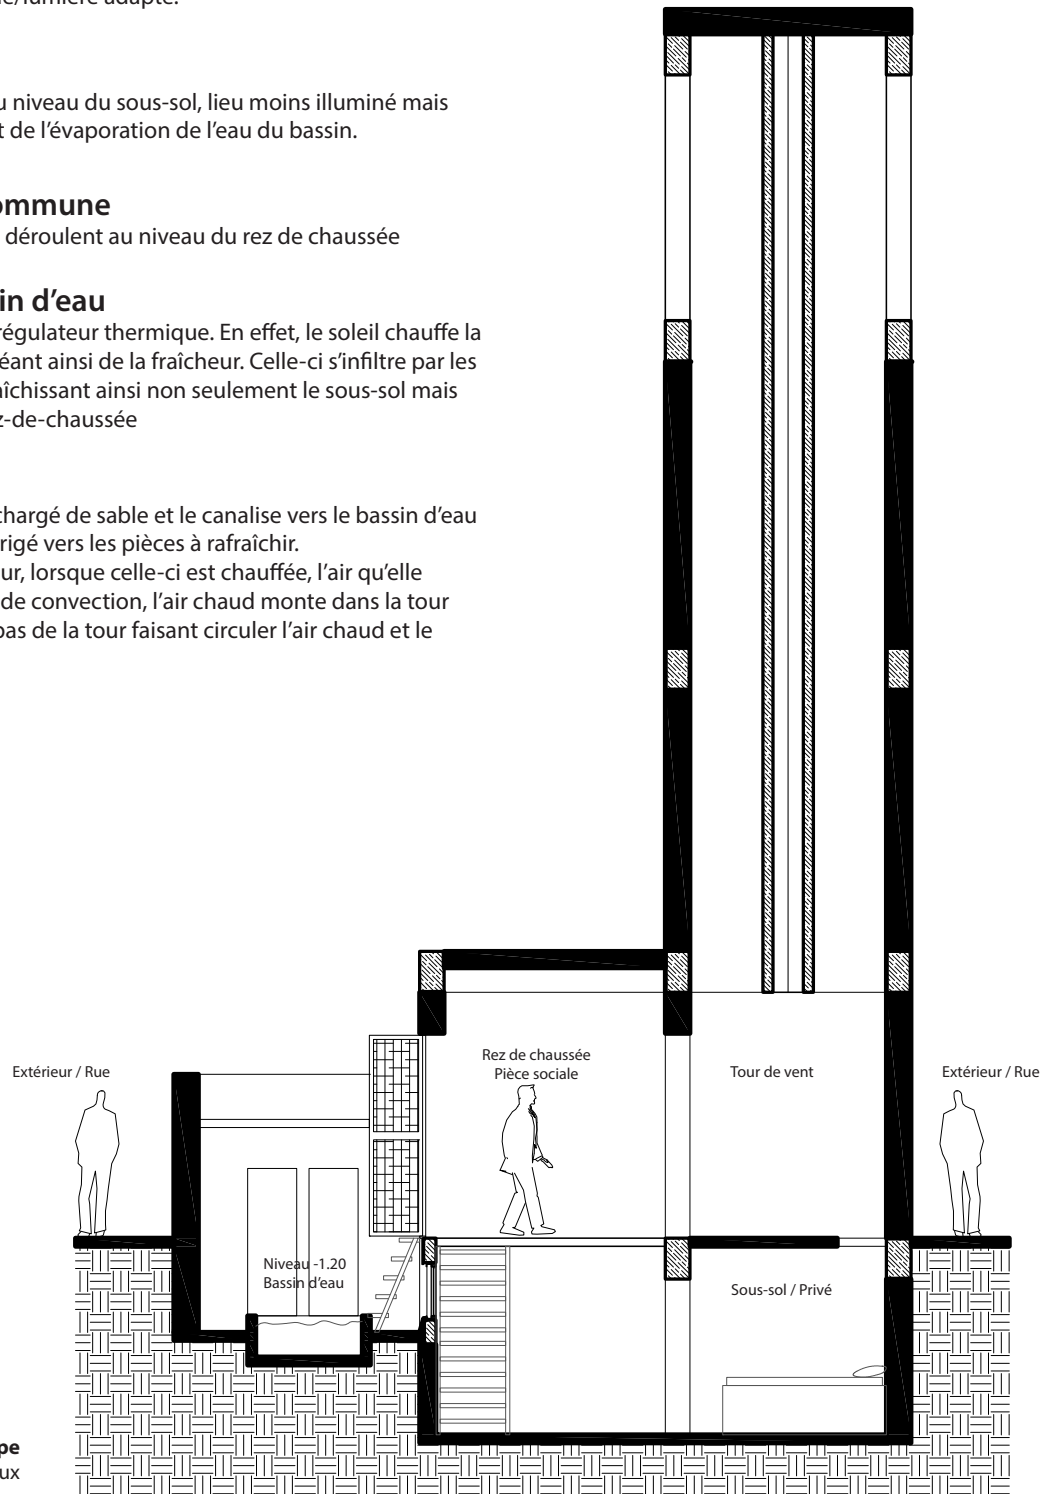 e/lumière adapté.
u niveau du sous-sol, lieu moins illuminé mais
t de l'évaporation de l'eau du bassin.
ommune
déroulent au niveau du rez de chaussée
in d'eau
régulateur thermique. En effet, le soleil chauffe la
éant ainsi de la fraîcheur. Celle-ci s'infiltre par les
aîchissant ainsi non seulement le sous-sol mais
z-de-chaussée
chargé de sable et le canalise vers le bassin d'eau
rigé vers les pièces à rafraîchir.
ur, lorsque celle-ci est chauffée, l'air qu'elle
de convection, l'air chaud monte dans la tour
bas de la tour faisant circuler l'air chaud et le
Rez de chaussée
Pièce sociale
Extérieur / Rue
Tour de vent
Extérieur / Rue
Niveau -1.20
Bassin d'eau
Sous-sol / Privé
pe
ux